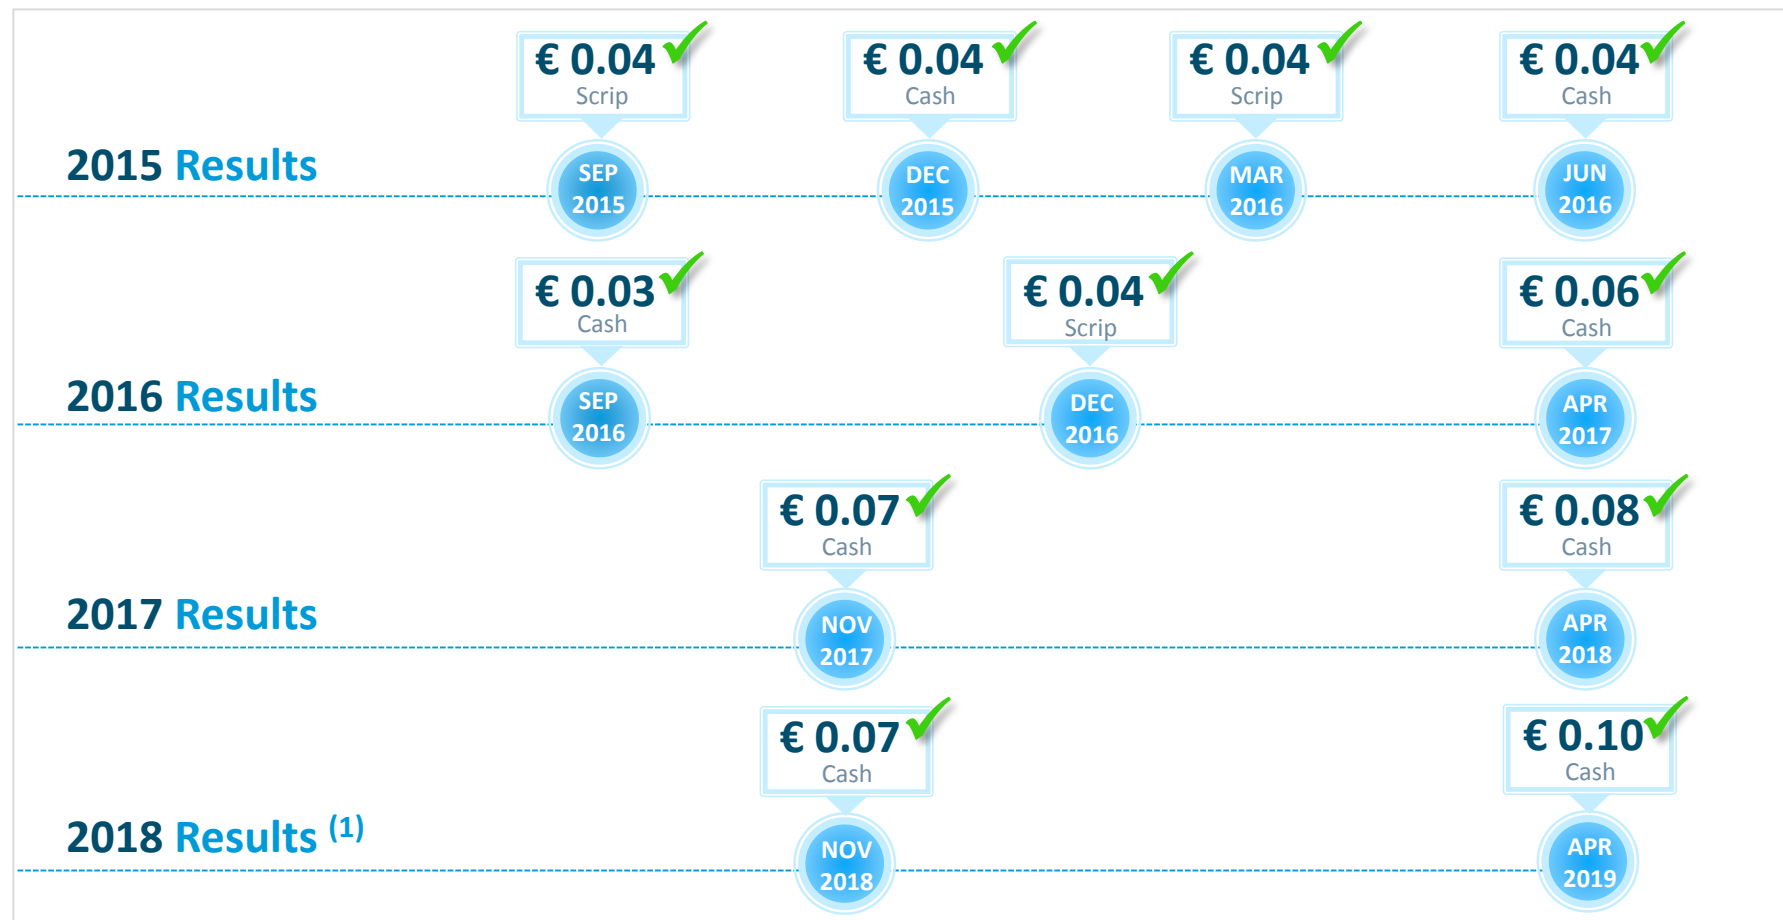 € 0.04
Scrip
€ 0.04
Cash
€ 0.04
Scrip
€ 0.04
Cash
2015 Results
SEP
2015
DEC
2015
MAR
2016
JUN
2016
€ 0.03
Cash
€ 0.04
Scrip
€ 0.06
Cash
2016 Results
SEP
2016
DEC
2016
APR
2017
€ 0.07
Cash
€ 0.08
Cash
2017 Results
NOV
2017
APR
2018
€ 0.07
Cash
€ 0.10
Cash
2018 Results (1)
NOV
2018
APR
2019